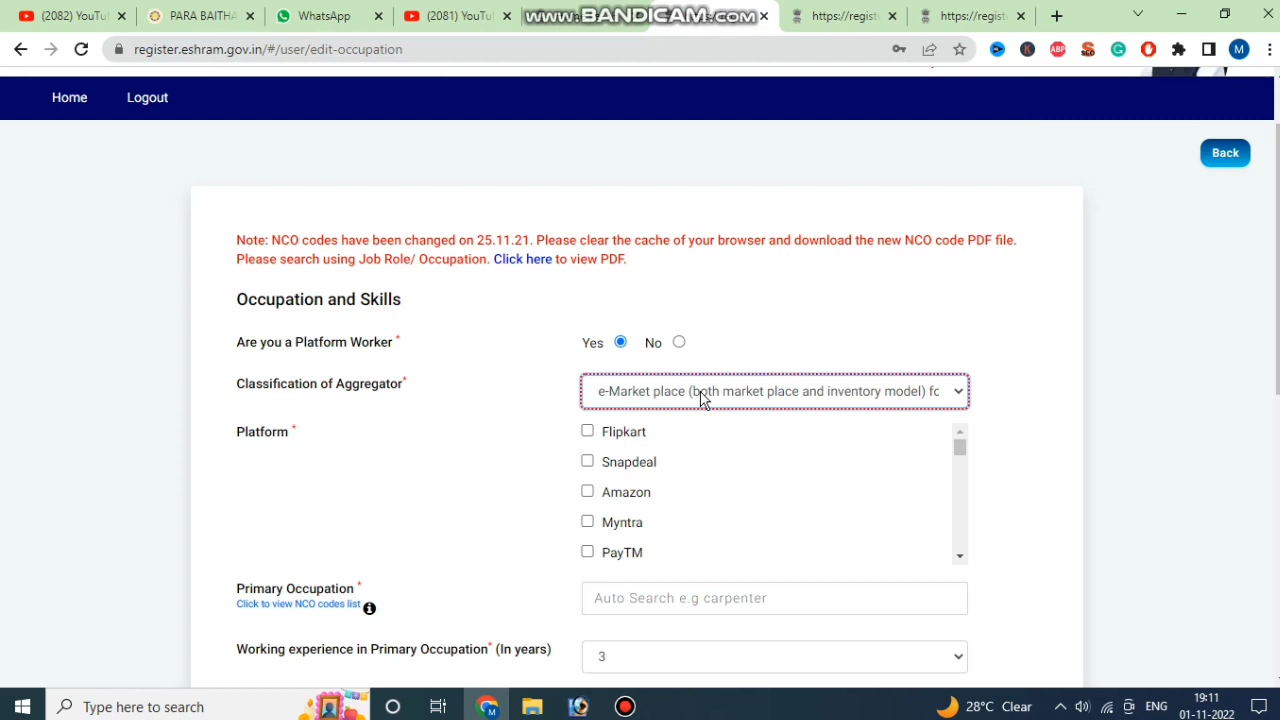 (2082) YouTu
PARA BAITHA
WhatsApp
(2081) YouTu
www.BANDICAM.com
https://regist
https://regist
register.eshram.gov.in/#/user/edit-occupation
ABP
SEO
M
Home
Logout
Back
Note: NCO codes have been changed on 25.11.21. Please clear the cache of your browser and download the new NCO code PDF file.
Please search using Job Role/ Occupation. Click here to view PDF.
Occupation and Skills
Are you a Platform Worker *
Yes
No
Classification of Aggregator*
e-Market place (both market place and inventory model) fo
Platform *
Flipkart
Snapdeal
Amazon
Myntra
PayTM
Primary Occupation *
Click to view NCO codes list
Auto Search e.g carpenter
Working experience in Primary Occupation* (In years)
3
Type here to search
28°C Clear
ENG
19:11
01-11-2022